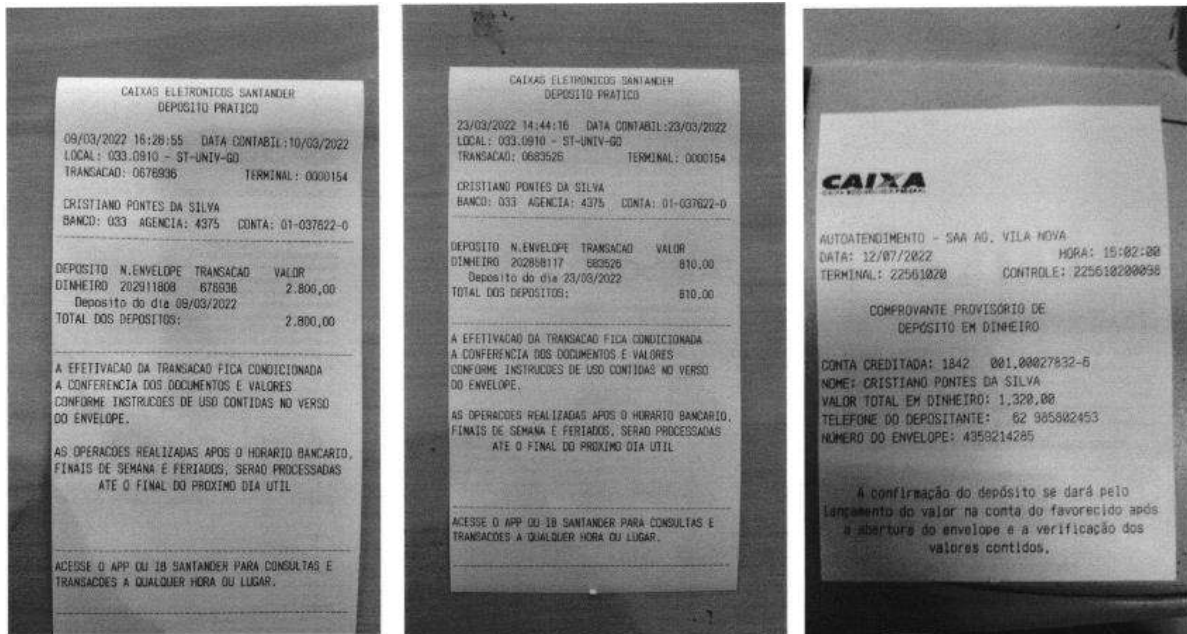 CAIXAS ELETRONICOS SANTANDER
DEPOSITO PRATICO
09/03/2022 16:26:55 DATA CONTABIL:10/03/2022
LOCAL: 033.0910 - ST-UNIV-GO
TRANSACAO: 0676936 TERMINAL: 0000154
CRISTIANO PONTES DA SILVA
BANCO: 033 AGENCIA: 4375 CONTA: 01-037622-0
DEPOSITO N.ENVELOPE TRANSACAO VALOR
DINHEIRO 202911808 676936 2.800,00
Deposito do dia 09/03/2022
TOTAL DOS DEPOSITOS: 2.800,00
A EFETIVACAO DA TRANSACAO FICA CONDICIONADA
A CONFERENCIA DOS DOCUMENTOS E VALORES
CONFORME INSTRUCOES DE USO CONTIDAS NO VERSO
DO ENVELOPE.
AS OPERACOES REALIZADAS APOS O HORARIO BANCARIO,
FINAIS DE SEMANA E FERIADOS, SERAO PROCESSADAS
ATE O FINAL DO PROXIMO DIA UTIL
ACESSE O APP OU IB SANTANDER PARA CONSULTAS E
TRANSACOES A QUALQUER HORA OU LUGAR.
CAIXAS ELETRONICOS SANTANDER
DEPOSITO PRATICO
23/03/2022 14:44:16 DATA CONTABIL:23/03/2022
LOCAL: 033.0910 - ST-UNIV-GO
TRANSACAO: 0683526 TERMINAL: 0000154
CRISTIANO PONTES DA SILVA
BANCO: 033 AGENCIA: 4375 CONTA: 01-037622-0
DEPOSITO N.ENVELOPE TRANSACAO VALOR
DINHEIRO 202858117 683526 810,00
Deposito do dia 23/03/2022
TOTAL DOS DEPOSITOS: 810,00
A EFETIVACAO DA TRANSACAO FICA CONDICIONADA
A CONFERENCIA DOS DOCUMENTOS E VALORES
CONFORME INSTRUCOES DE USO CONTIDAS NO VERSO
DO ENVELOPE.
AS OPERACOES REALIZADAS APOS O HORARIO BANCARIO,
FINAIS DE SEMANA E FERIADOS, SERAO PROCESSADAS
ATE O FINAL DO PROXIMO DIA UTIL
ACESSE O APP OU IB SANTANDER PARA CONSULTAS E
TRANSACOES A QUALQUER HORA OU LUGAR.
CAIXA
AUTOATENDIMENTO - SAA AG. VILA NOVA
DATA: 12/07/2022 HORA: 15:02:00
TERMINAL: 22561020 CONTROLE: 225610200098
COMPROVANTE PROVISÓRIO DE
DEPÓSITO EM DINHEIRO
CONTA CREDITADA: 1842 001.00027832-6
NOME: CRISTIANO PONTES DA SILVA
VALOR TOTAL EM DINHEIRO: 1.320,00
TELEFONE DO DEPOSITANTE: 62 985802453
NÚMERO DO ENVELOPE: 4359214285
A confirmação do depósito se dará pelo
lançamento do valor na conta do favorecido após
a abertura do envelope e a verificação dos
valores contidos.